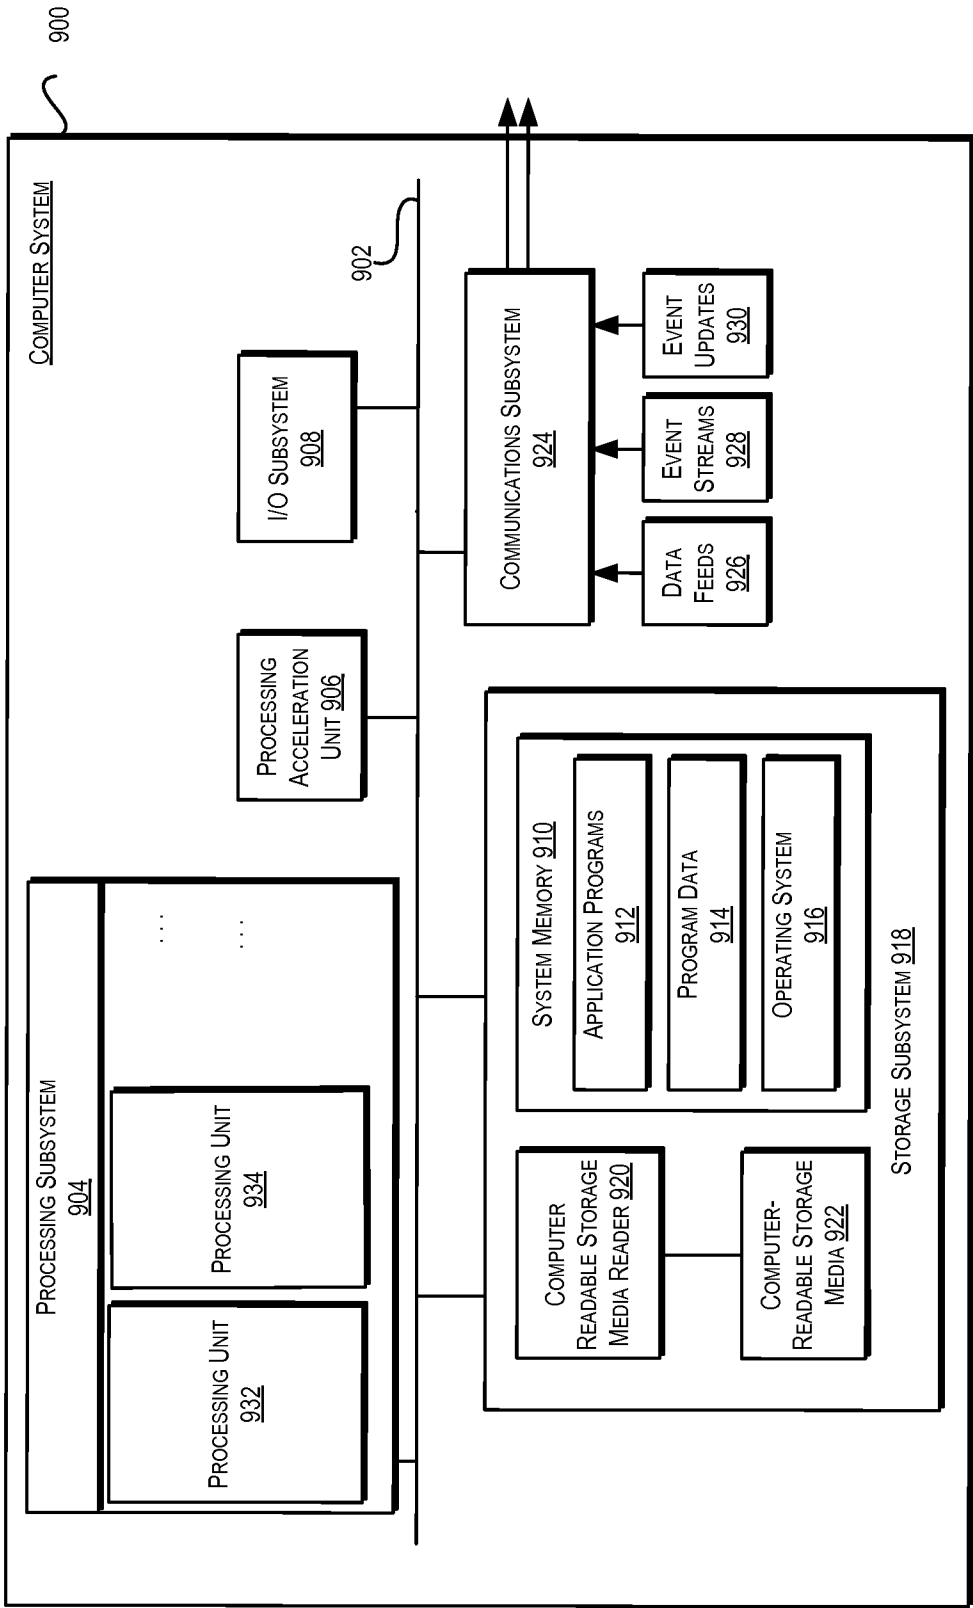 900
COMPUTER SYSTEM
PROCESSING SUBSYSTEM
904
PROCESSING UNIT
932
PROCESSING UNIT
934
. . .
. . .
PROCESSING
ACCELERATION
UNIT 906
I/O SUBSYSTEM
908
902
COMPUTER
READABLE STORAGE
MEDIA READER 920
COMPUTER-
READABLE STORAGE
MEDIA 922
SYSTEM MEMORY 910
APPLICATION PROGRAMS
912
PROGRAM DATA
914
OPERATING SYSTEM
916
STORAGE SUBSYSTEM 918
COMMUNICATIONS SUBSYSTEM
924
DATA
FEEDS
926
EVENT
STREAMS
928
EVENT
UPDATES
930